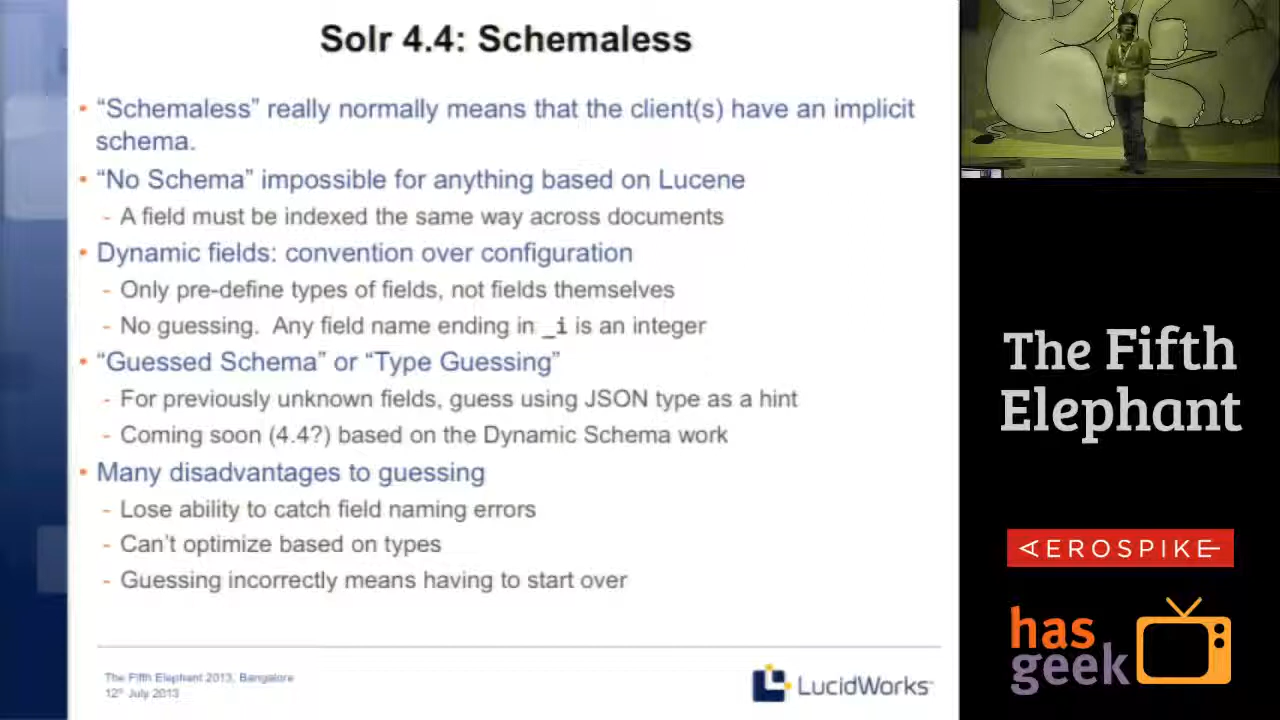 Solr 4.4: Schemaless
• “Schemaless” really normally means that the client(s) have an implicit
schema.
• “No Schema” impossible for anything based on Lucene
- A field must be indexed the same way across documents
• Dynamic fields: convention over configuration
- Only pre-define types of fields, not fields themselves
- No guessing. Any field name ending in _i is an integer
• “Guessed Schema” or “Type Guessing”
- For previously unknown fields, guess using JSON type as a hint
- Coming soon (4.4?) based on the Dynamic Schema work
• Many disadvantages to guessing
- Lose ability to catch field naming errors
- Can’t optimize based on types
- Guessing incorrectly means having to start over
The Fifth Elephant 2013, Bangalore
12th July 2013
LucidWorks
The Fifth
Elephant
AEROSPIKE
has
geek